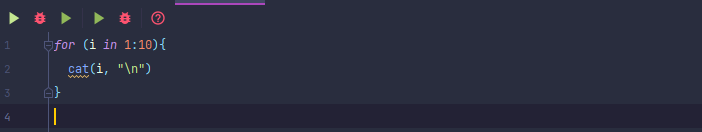 1 for (i in 1:10){
2   cat(i, "\n")
3 }
4